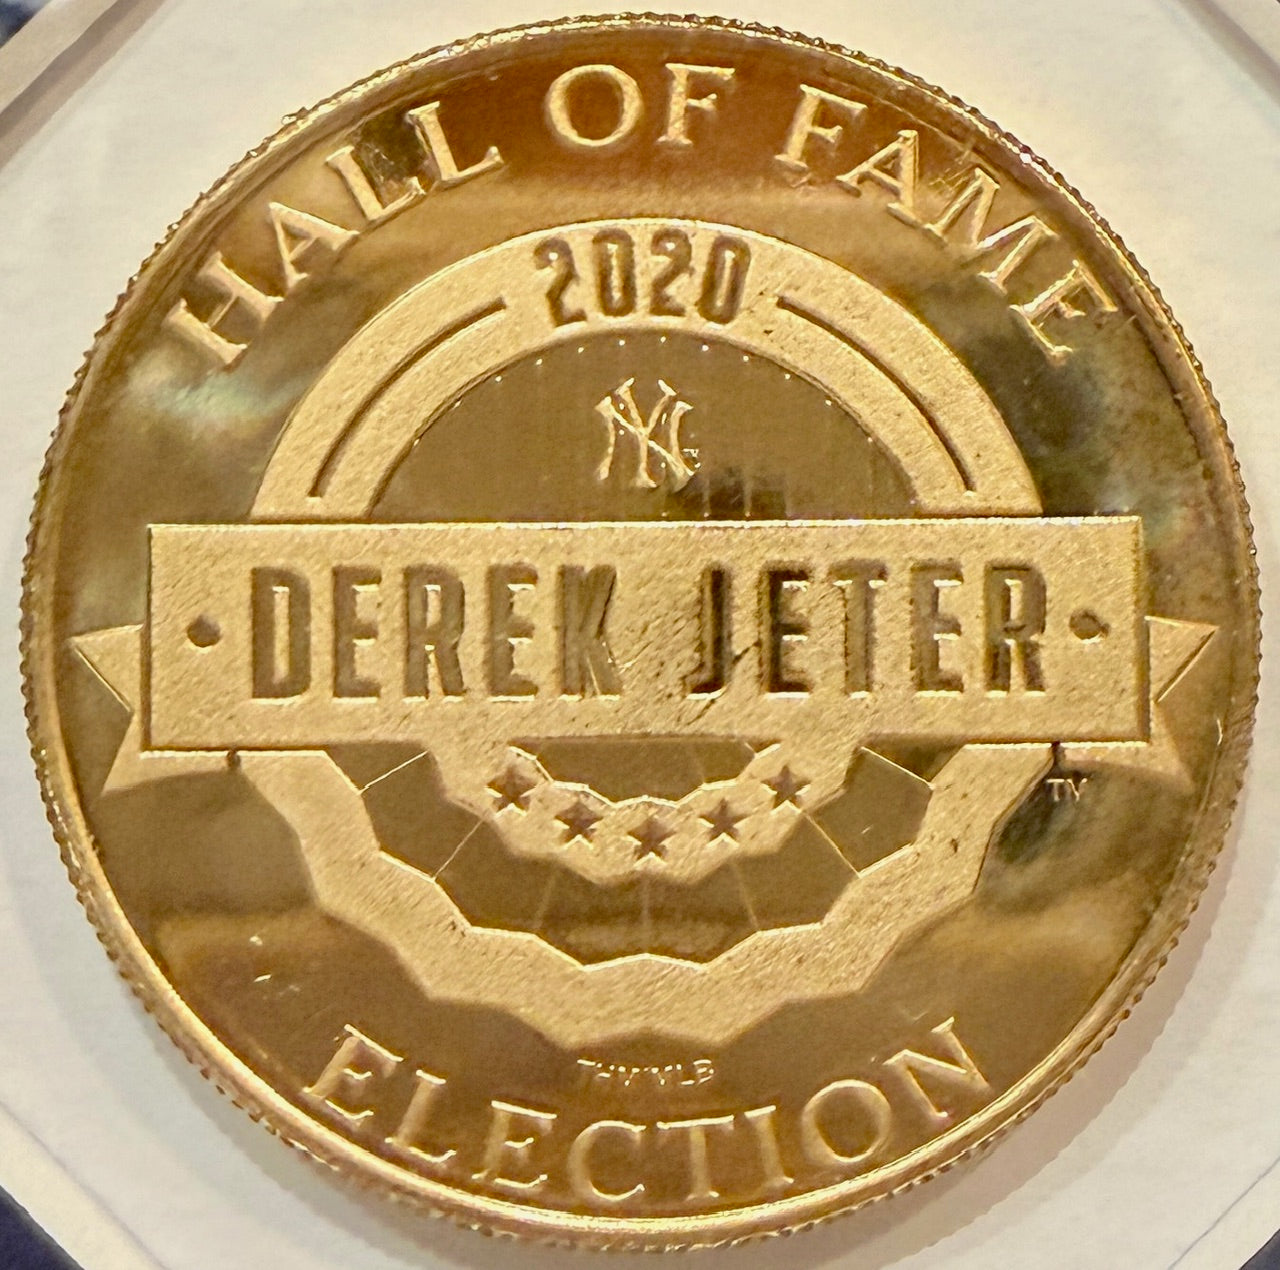 HALL OF FAME
2020
NY
DEREK JETER
TM
ELECTION